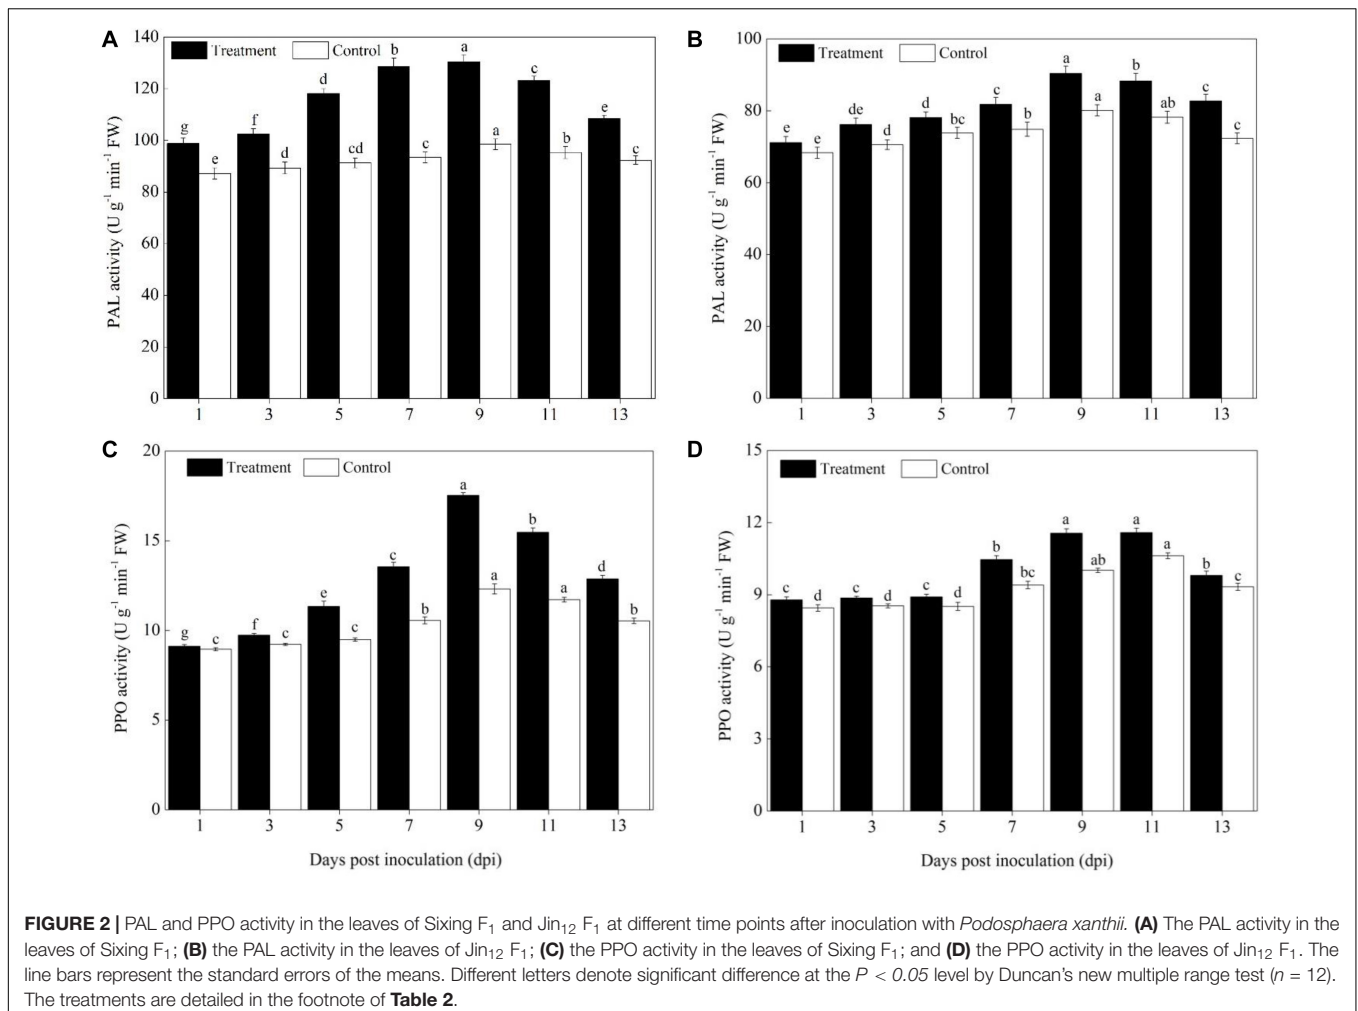 A
140
120
100
80
60
40
20
0
PAL activity (U g⁻¹ min⁻¹ FW)
Treatment Control
g e f d d cd b c a a c b e c
1 3 5 7 9 11 13
B
100
80
60
40
20
0
PAL activity (U g⁻¹ min⁻¹ FW)
Treatment Control
e e de d d bc c b a a b ab c c
1 3 5 7 9 11 13
C
20
15
10
5
0
PPO activity (U g⁻¹ min⁻¹ FW)
Treatment Control
g c f c e c c b a a b a d b
1 3 5 7 9 11 13
Days post inoculation (dpi)
D
15
12
9
6
3
0
PPO activity (U g⁻¹ min⁻¹ FW)
Treatment Control
c d c d c d b bc a ab a a b c
1 3 5 7 9 11 13
Days post inoculation (dpi)
FIGURE 2 | PAL and PPO activity in the leaves of Sixing F₁ and Jin₁₂ F₁ at different time points after inoculation with Podosphaera xanthii. (A) The PAL activity in the
leaves of Sixing F₁; (B) the PAL activity in the leaves of Jin₁₂ F₁; (C) the PPO activity in the leaves of Sixing F₁; and (D) the PPO activity in the leaves of Jin₁₂ F₁. The
line bars represent the standard errors of the means. Different letters denote significant difference at the P < 0.05 level by Duncan's new multiple range test (n = 12).
The treatments are detailed in the footnote of Table 2.